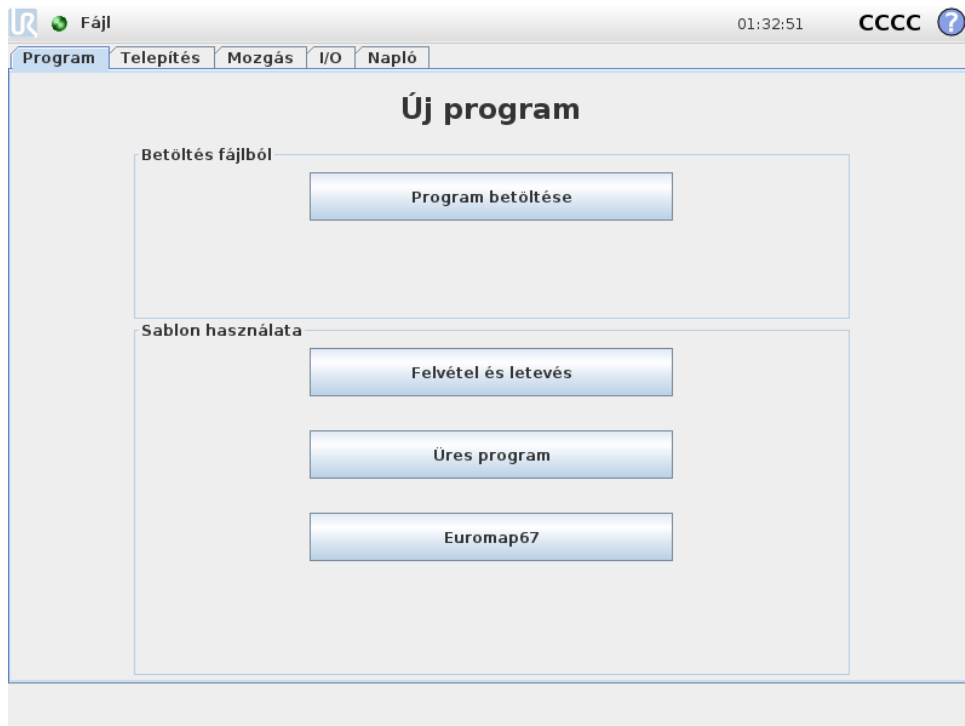 UR Fájl 01:32:51 CCCC ?
Program Telepítés Mozgás I/O Napló
Új program
Betöltés fájlból
Program betöltése
Sablon használata
Felvétel és letevés
Üres program
Euromap67